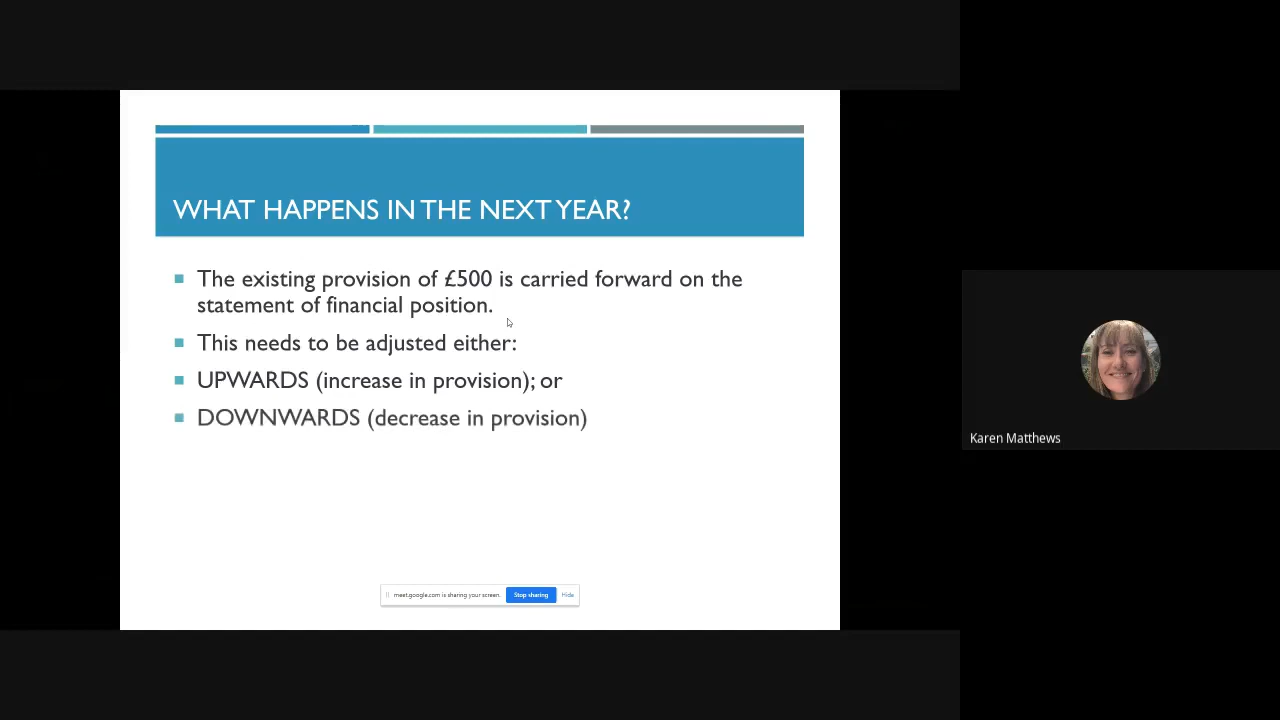 WHAT HAPPENS IN THE NEXT YEAR?
The existing provision of £500 is carried forward on the
statement of financial position.
This needs to be adjusted either:
UPWARDS (increase in provision); or
DOWNWARDS (decrease in provision)
meet.google.com is sharing your screen. Stop sharing Hide
Karen Matthews